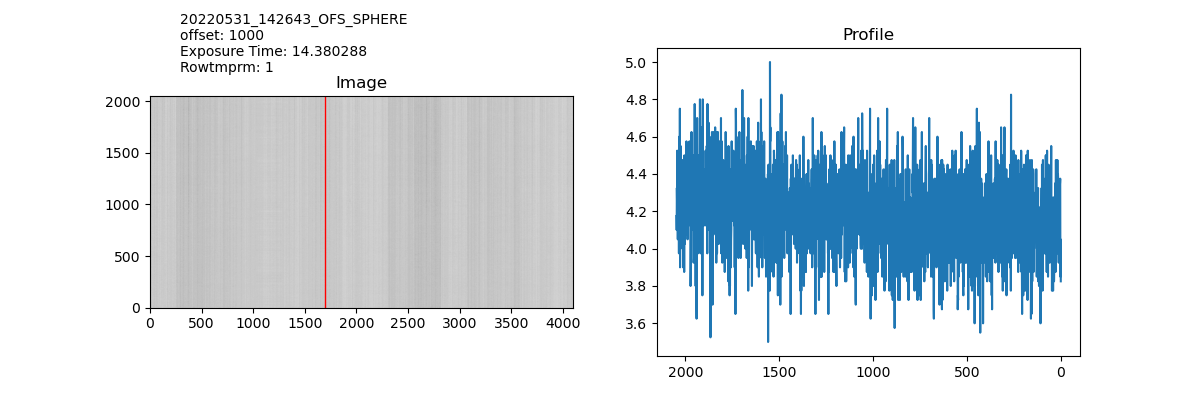 20220531_142643_OFS_SPHERE
offset: 1000
Exposure Time: 14.380288
Rowtmprm: 1
Image
2000
1500
1000
500
0
0 500 1000 1500 2000 2500 3000 3500 4000
Profile
5.0
4.8
4.6
4.4
4.2
4.0
3.8
3.6
2000 1500 1000 500 0